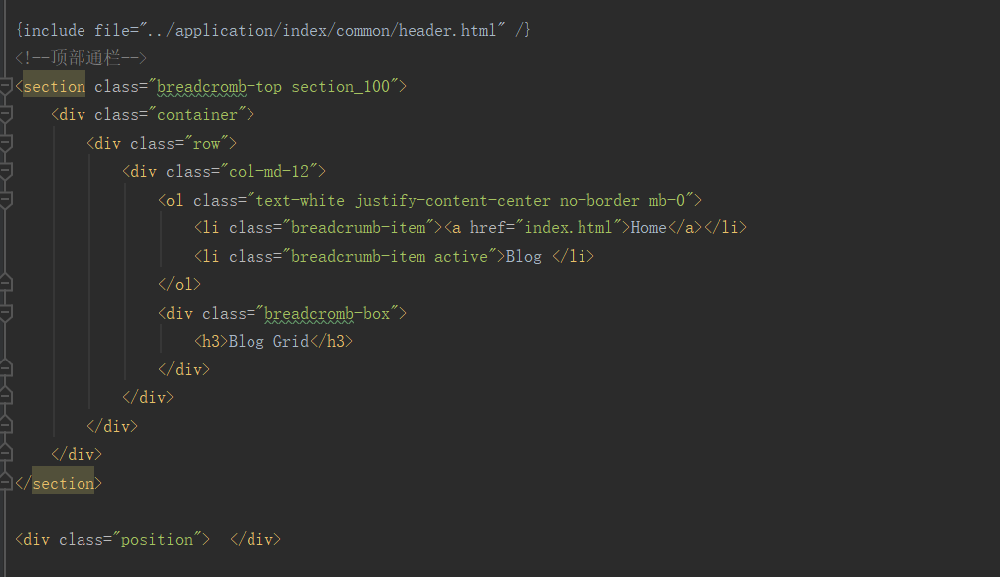 {include file="../application/index/common/header.html" /}
<!--顶部通栏-->
<section class="breadcromb-top section_100">
<div class="container">
<div class="row">
<div class="col-md-12">
<ol class="text-white justify-content-center no-border mb-0">
<li class="breadcrumb-item"><a href="index.html">Home</a></li>
<li class="breadcrumb-item active">Blog </li>
</ol>
<div class="breadcromb-box">
<h3>Blog Grid</h3>
</div>
</div>
</div>
</div>
</section>
<div class="position">  </div>